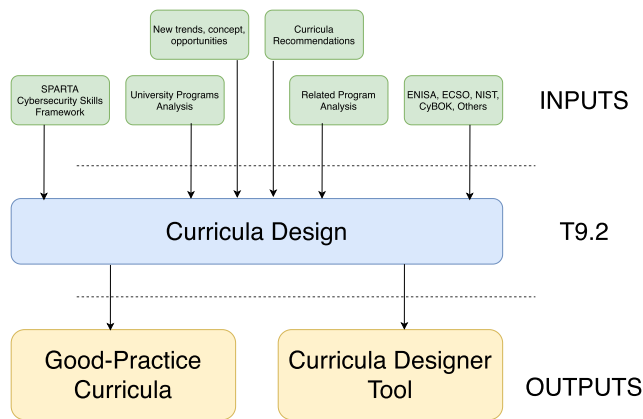 New trends, concept,
opportunities
Curricula
Recommendations
SPARTA
Cybersecurity Skills
Framework
University Programs
Analysis
Related Program
Analysis
ENISA, ECSO, NIST,
CyBOK, Others
INPUTS
Curricula Design
T9.2
Good-Practice
Curricula
Curricula Designer
Tool
OUTPUTS